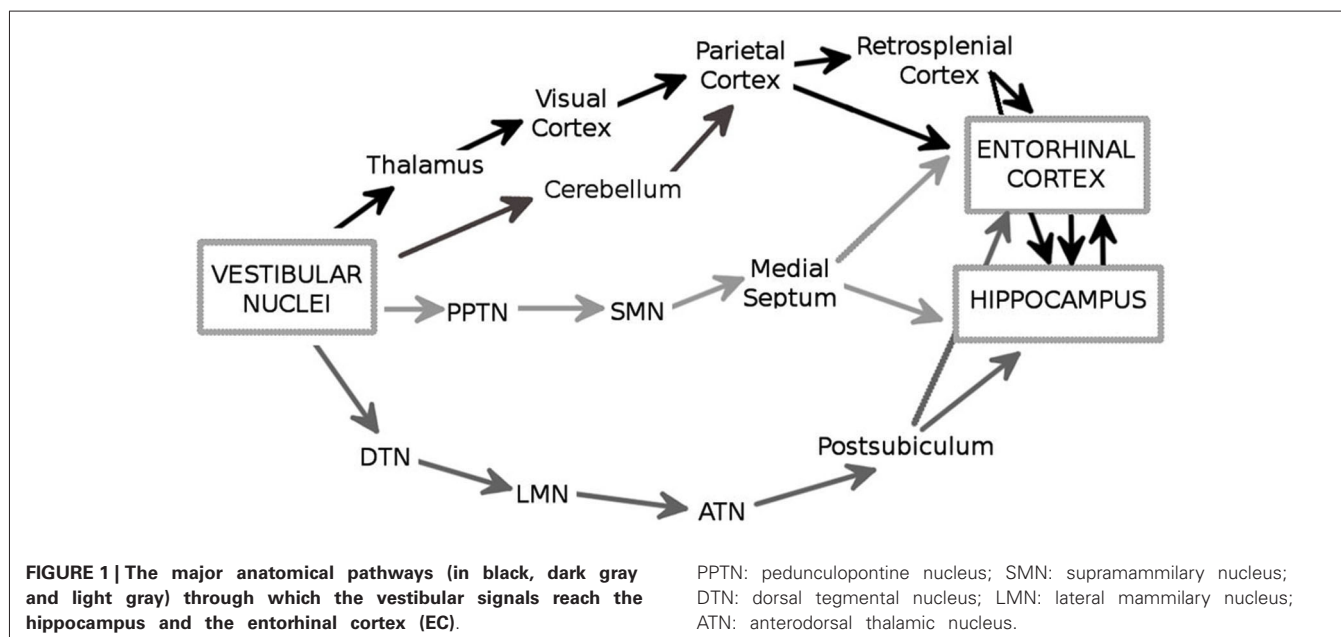 Parietal
Cortex
Retrosplenial
Cortex
Visual
Cortex
Thalamus
Cerebellum
ENTORHINAL
CORTEX
VESTIBULAR
NUCLEI
PPTN
SMN
Medial
Septum
HIPPOCAMPUS
DTN
LMN
ATN
Postsubiculum
FIGURE 1 | The major anatomical pathways (in black, dark gray
and light gray) through which the vestibular signals reach the
hippocampus and the entorhinal cortex (EC).
PPTN: pedunculopontine nucleus; SMN: supramammilary nucleus;
DTN: dorsal tegmental nucleus; LMN: lateral mammilary nucleus;
ATN: anterodorsal thalamic nucleus.